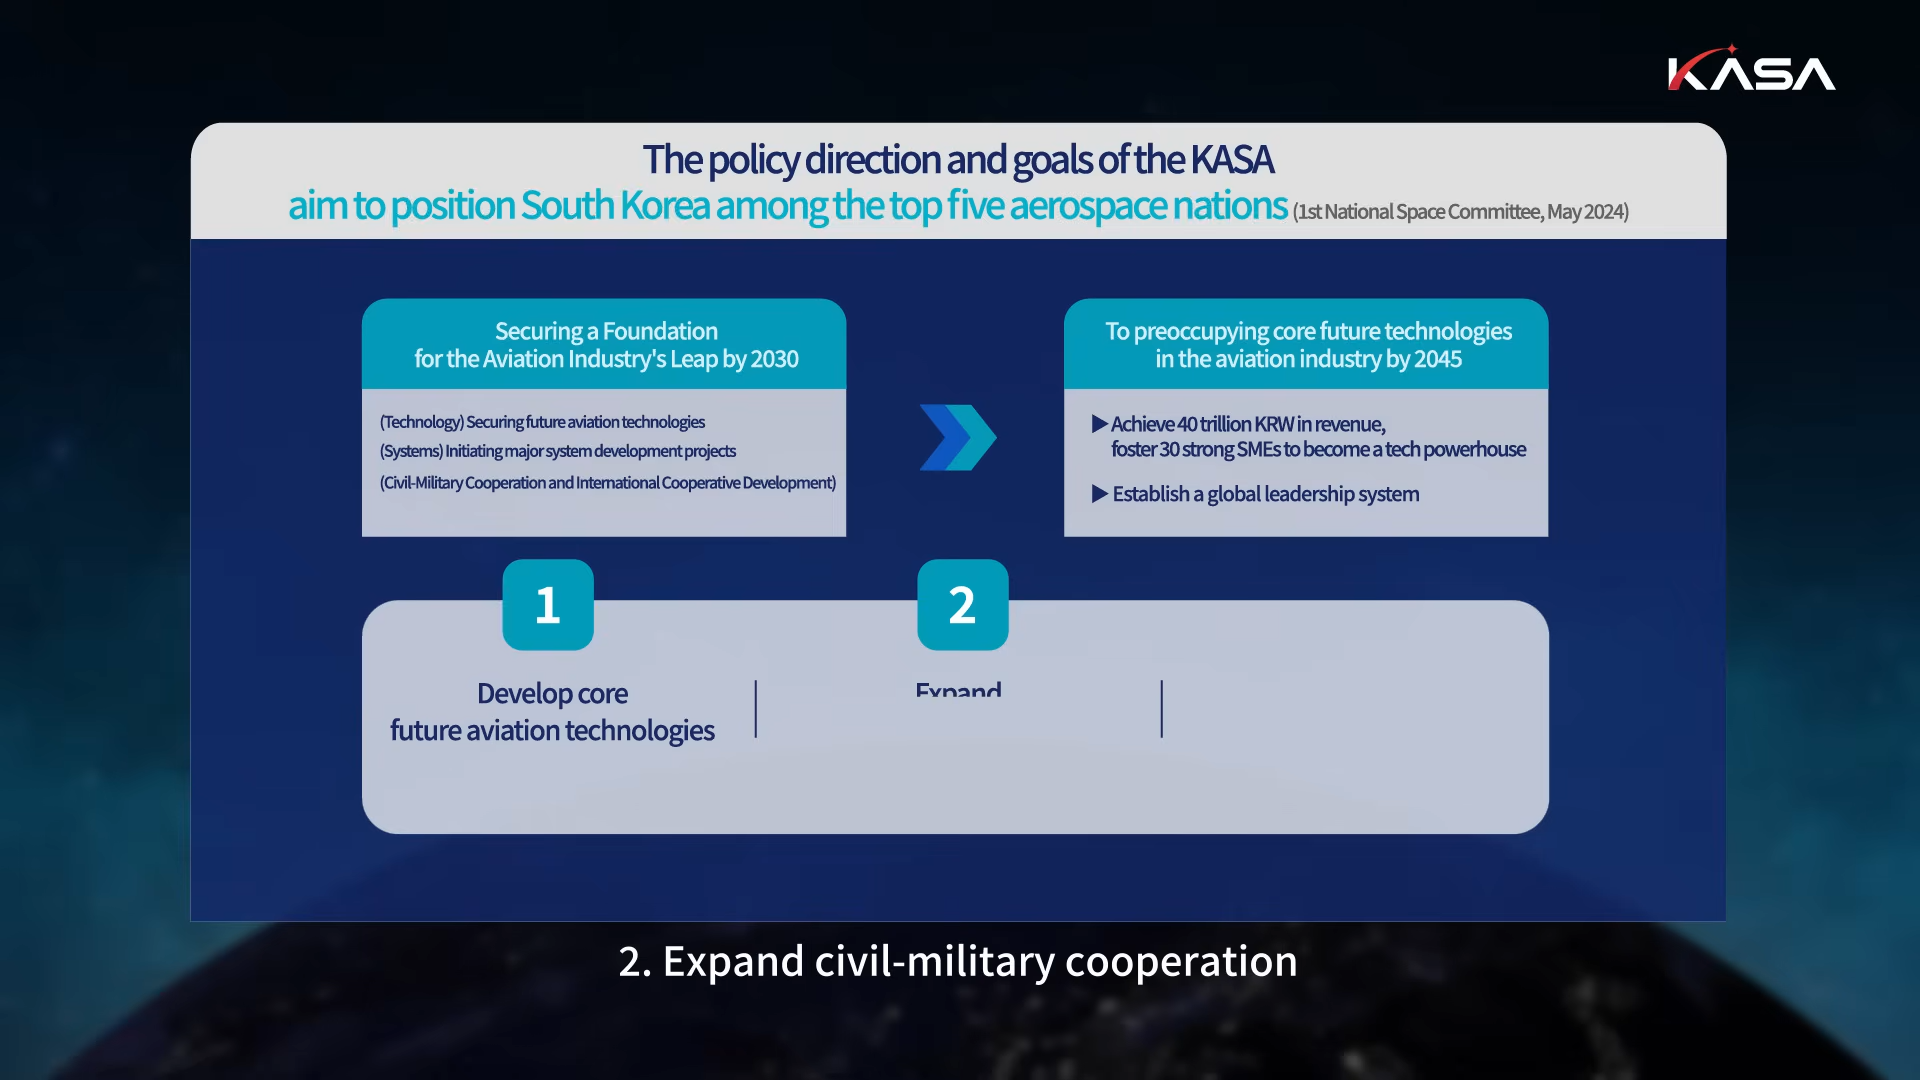 KASA
The policy direction and goals of the KASA
aim to position South Korea among the top five aerospace nations (1st National Space Committee, May 2024)
Securing a Foundation
for the Aviation Industry's Leap by 2030
(Technology) Securing future aviation technologies
(Systems) Initiating major system development projects
(Civil-Military Cooperation and International Cooperative Development)
To preoccupying core future technologies
in the aviation industry by 2045
▶ Achieve 40 trillion KRW in revenue,
foster 30 strong SMEs to become a tech powerhouse
▶ Establish a global leadership system
1
Develop core
future aviation technologies
2
Expand
2. Expand civil-military cooperation